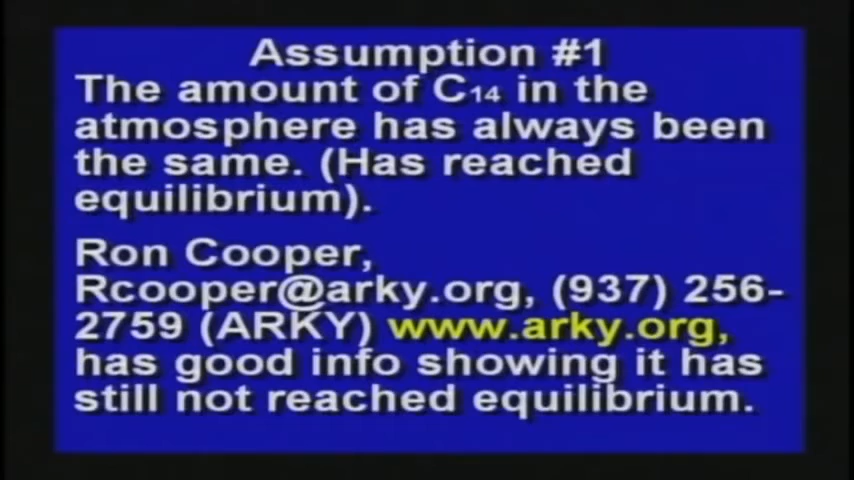 Assumption #1
The amount of C14 in the
atmosphere has always been
the same. (Has reached
equilibrium).
Ron Cooper,
Rcooper@arky.org, (937) 256-
2759 (ARKY) www.arky.org,
has good info showing it has
still not reached equilibrium.